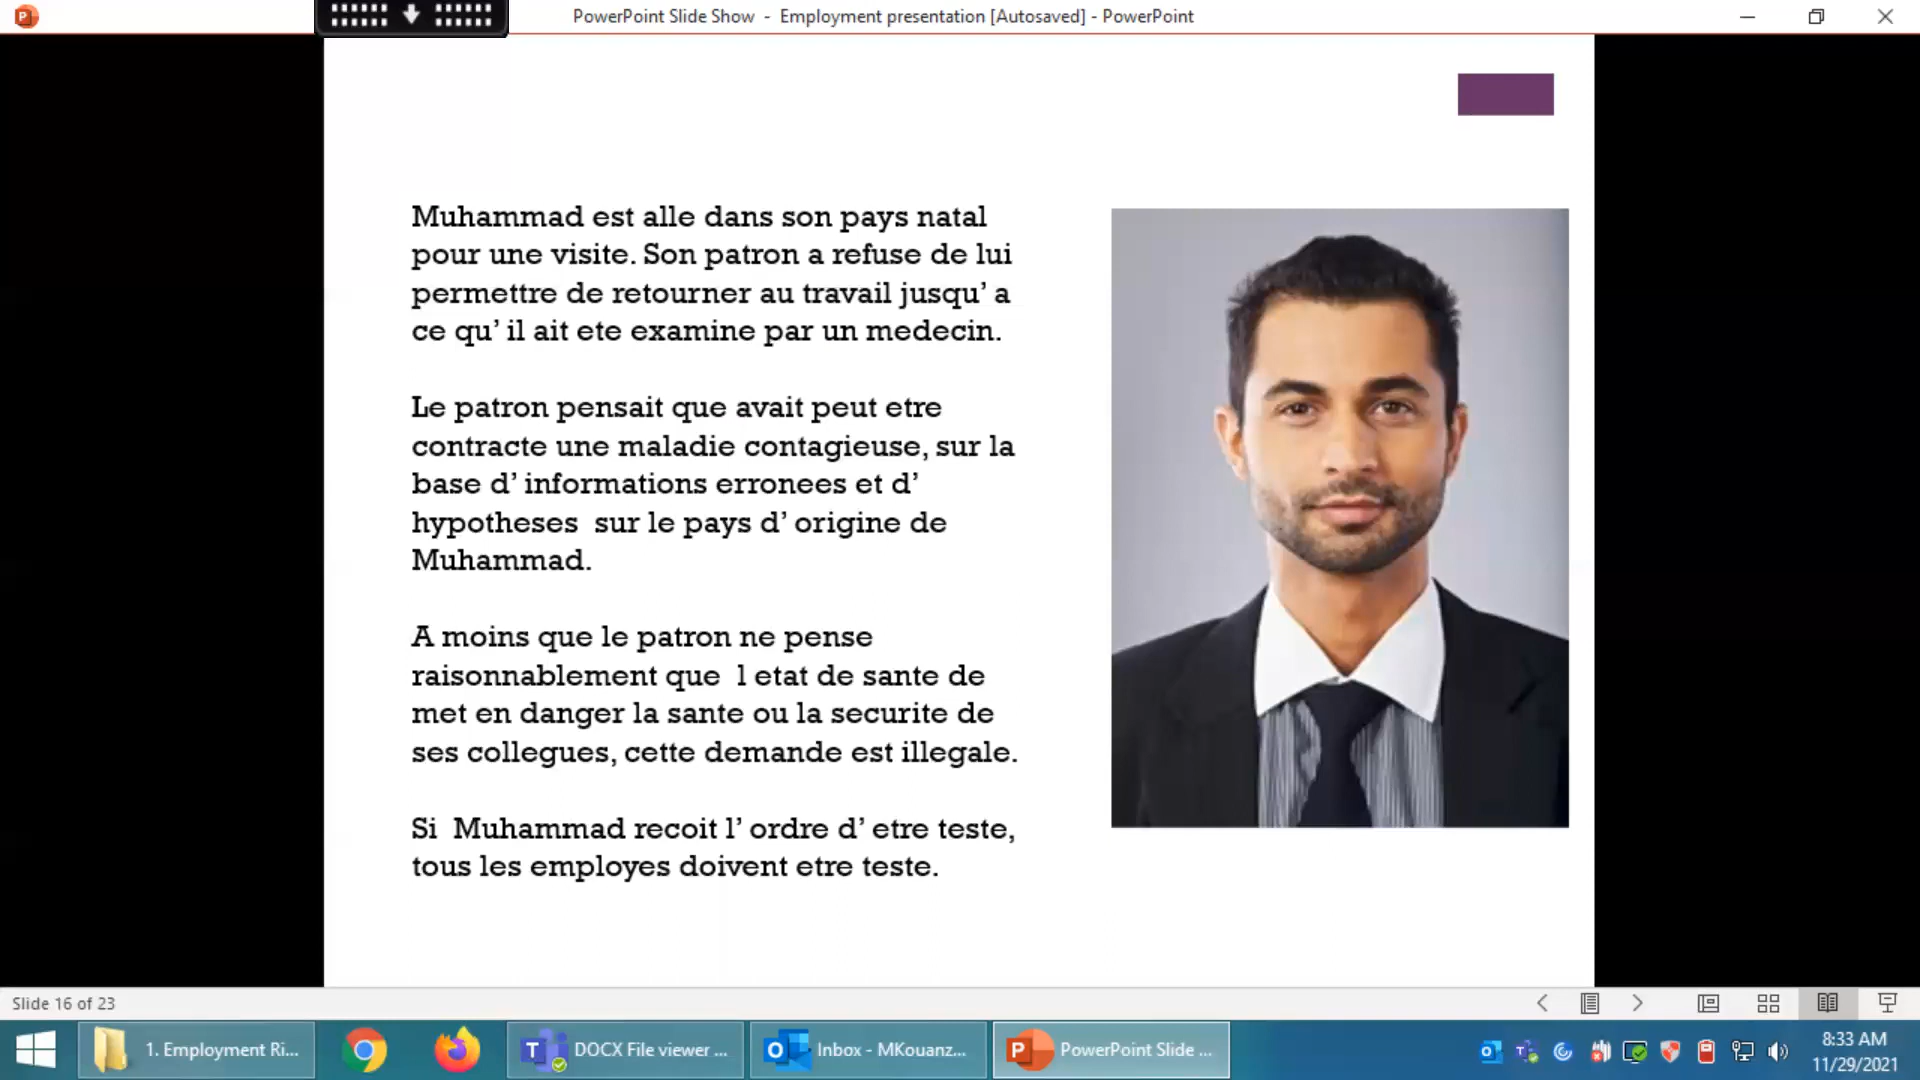 PowerPoint Slide Show - Employment presentation [Autosaved] - PowerPoint
Muhammad est alle dans son pays natal
pour une visite. Son patron a refuse de lui
permettre de retourner au travail jusqu’ a
ce qu’ il ait ete examine par un medecin.
Le patron pensait que avait peut etre
contracte une maladie contagieuse, sur la
base d’ informations erronees et d’
hypotheses sur le pays d’ origine de
Muhammad.
A moins que le patron ne pense
raisonnablement que l etat de sante de
met en danger la sante ou la securite de
ses collegues, cette demande est illegale.
Si Muhammad recoit l’ ordre d’ etre teste,
tous les employes doivent etre teste.
Slide 16 of 23
1. Employment Ri...
DOCX File viewer ...
Inbox - MKouanz...
PowerPoint Slide ...
8:33 AM
11/29/2021